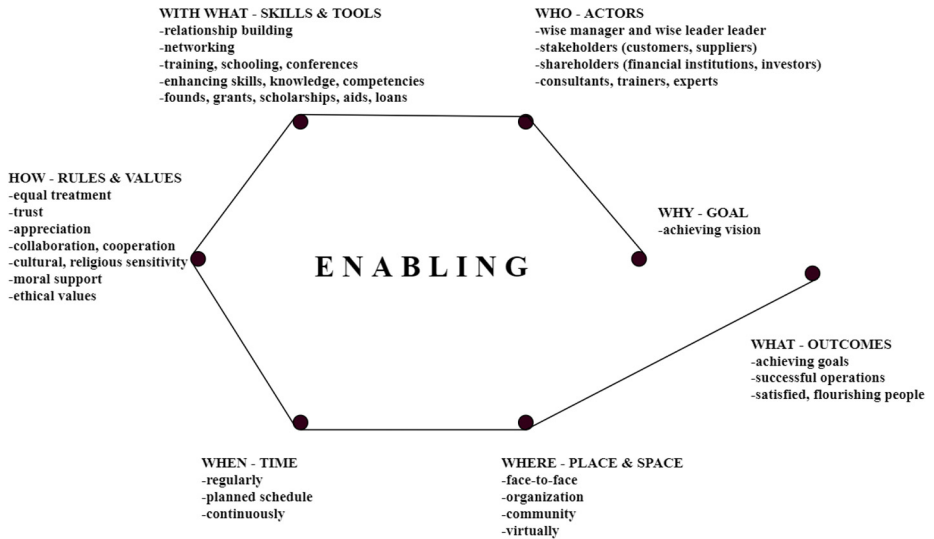 WITH WHAT - SKILLS & TOOLS
-relationship building
-networking
-training, schooling, conferences
-enhancing skills, knowledge, competencies
-founds, grants, scholarships, aids, loans
WHO - ACTORS
-wise manager and wise leader leader
-stakeholders (customers, suppliers)
-shareholders (financial institutions, investors)
-consultants, trainers, experts
HOW - RULES & VALUES
-equal treatment
-trust
-appreciation
-collaboration, cooperation
-cultural, religious sensitivity
-moral support
-ethical values
WHY - GOAL
-achieving vision
ENABLING
WHAT - OUTCOMES
-achieving goals
-successful operations
-satisfied, flourishing people
WHEN - TIME
-regularly
-planned schedule
-continuously
WHERE - PLACE & SPACE
-face-to-face
-organization
-community
-virtually